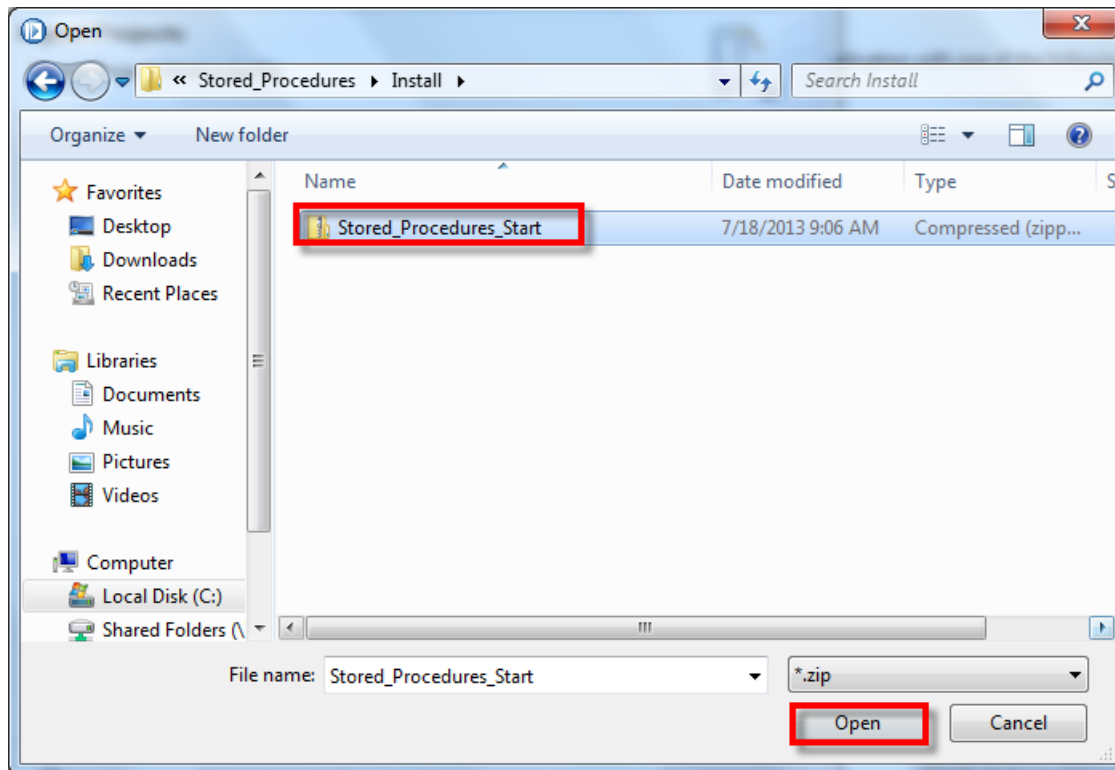 Open
« Stored_Procedures Install
Search Install
Organize
New folder
Name
Date modified
Type
S
Favorites
Desktop
Downloads
Recent Places
Libraries
Documents
Music
Pictures
Videos
Computer
Local Disk (C:)
Shared Folders (\
Stored_Procedures_Start
7/18/2013 9:06 AM
Compressed (zipp...
File name:
Stored_Procedures_Start
*.zip
Open
Cancel